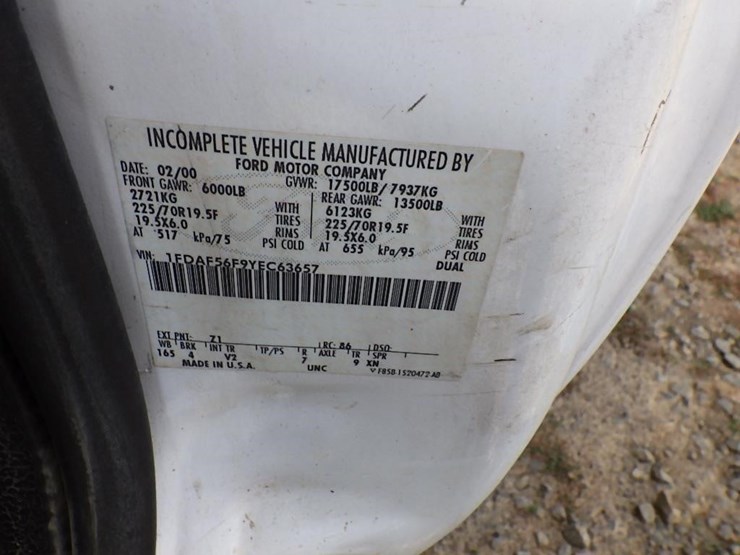 INCOMPLETE VEHICLE MANUFACTURED BY
FORD MOTOR COMPANY
DATE: 02/00 GVWR: 17500LB/ 7937KG
FRONT GAWR: 6000LB REAR GAWR: 13500LB
2721KG WITH 6123KG WITH
225/70R19.5F TIRES 225/70R19.5F TIRES
19.5X6.0 RIMS 19.5X6.0 RIMS
AT 517 kPa/75 PSI COLD AT 655 kPa/95 PSI COLD
DUAL
VIN: 1FDAF56F9YEC63657
EXT PNT: Z1 RC: 86 DSO:
WB BRK INT TR TP/PS R AXLE TR SPR
165 4 V2 7 9 XN
MADE IN U.S.A. UNC F85B-1520472-AB